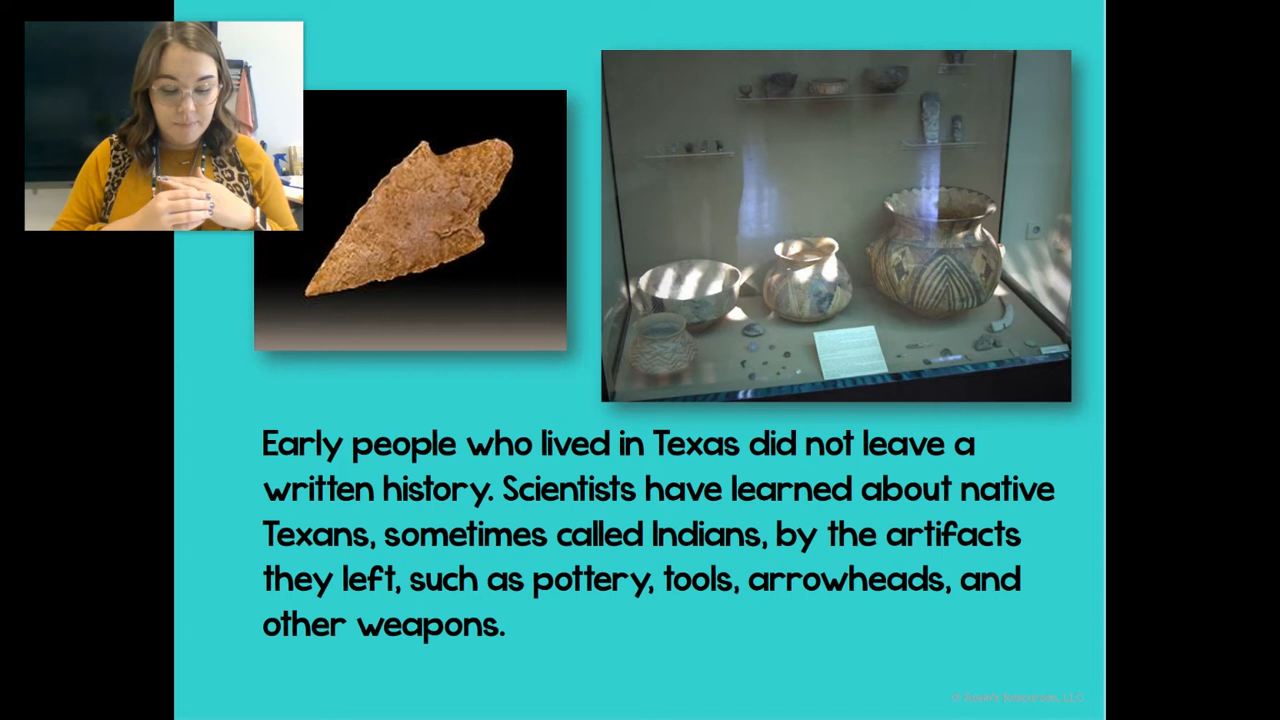 Early people who lived in Texas did not leave a
written history. Scientists have learned about native
Texans, sometimes called Indians, by the artifacts
they left, such as pottery, tools, arrowheads, and
other weapons.